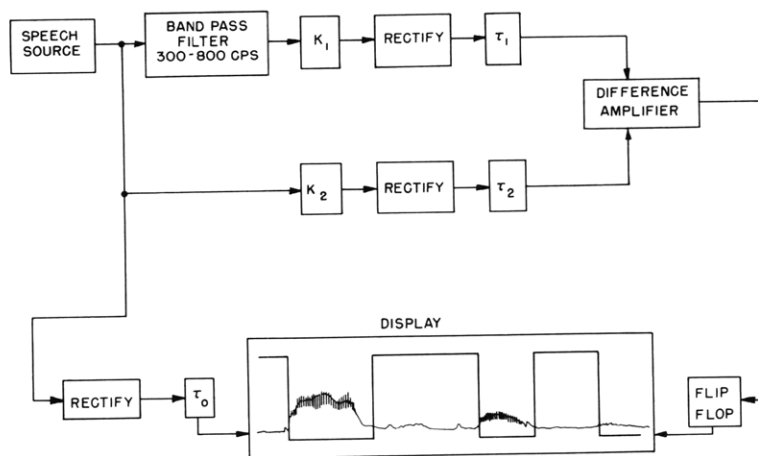 SPEECH
SOURCE
BAND PASS
FILTER
300-800 CPS
K1
RECTIFY
τ1
DIFFERENCE
AMPLIFIER
K2
RECTIFY
τ2
DISPLAY
RECTIFY
τ0
FLIP
FLOP